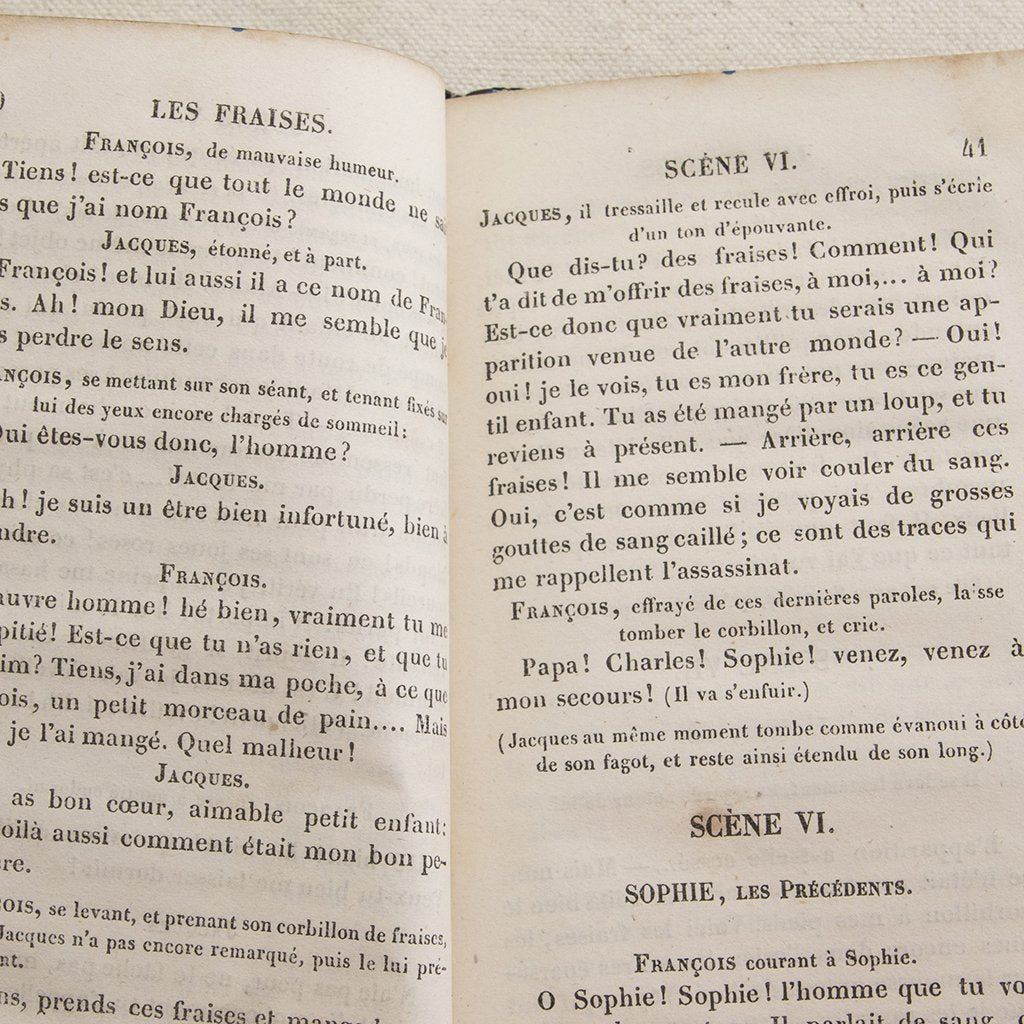 LES FRAISES.
FRANÇOIS, de mauvaise humeur.
Tiens! est-ce que tout le monde ne
que j'ai nom François?
JACQUES, étonné, et à part.
François! et lui aussi il a ce nom de
Ah! mon Dieu, il me semble que
perdre le sens.
se mettant sur son séant, et tenant fixés sur
lui des yeux encore chargés de sommeil:
Qui êtes-vous donc, l'homme?
JACQUES.
je suis un être bien infortuné, bien à
FRANÇOIS.
homme! hé bien, vraiment tu me
pitié! Est-ce que tu n'as rien, et que tu
Tiens, j'ai dans ma poche, à ce que
un petit morceau de pain.... Mais
je l'ai mangé. Quel malheur!
JACQUES.
as bon cœur, aimable petit enfant:
aussi comment était mon bon pe-
se levant, et prenant son corbillon de fraises,
Jacques n'a pas encore remarqué, puis le lui pré-
prends ces fraises et
SCÈNE VI. 41
JACQUES, il tressaille et recule avec effroi, puis s'écrie
d'un ton d'épouvante.
Que dis-tu? des fraises! Comment! Qui
t'a dit de m'offrir des fraises, à moi,... à moi?
Est-ce donc que vraiment tu serais une ap-
parition venue de l'autre monde? — Oui!
oui! je le vois, tu es mon frère, tu es ce gen-
til enfant. Tu as été mangé par un loup, et tu
reviens à présent. — Arrière, arrière ces
fraises! Il me semble voir couler du sang.
Oui, c'est comme si je voyais de grosses
gouttes de sang caillé; ce sont des traces qui
me rappellent l'assassinat.
FRANÇOIS, effrayé de ces dernières paroles, laisse
tomber le corbillon, et crie.
Papa! Charles! Sophie! venez, venez à
mon secours! (Il va s'enfuir.)
(Jacques au même moment tombe comme évanoui à côté
de son fagot, et reste ainsi étendu de son long.)
SCÈNE VI.
SOPHIE, LES PRÉCÉDENTS.
FRANÇOIS courant à Sophie.
O Sophie! Sophie! l'homme que tu
Il parlait de sang,